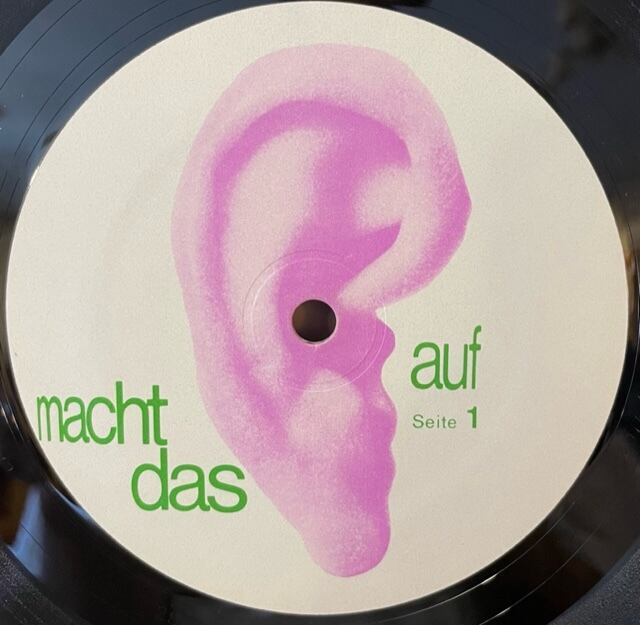 macht
das
auf
Seite 1